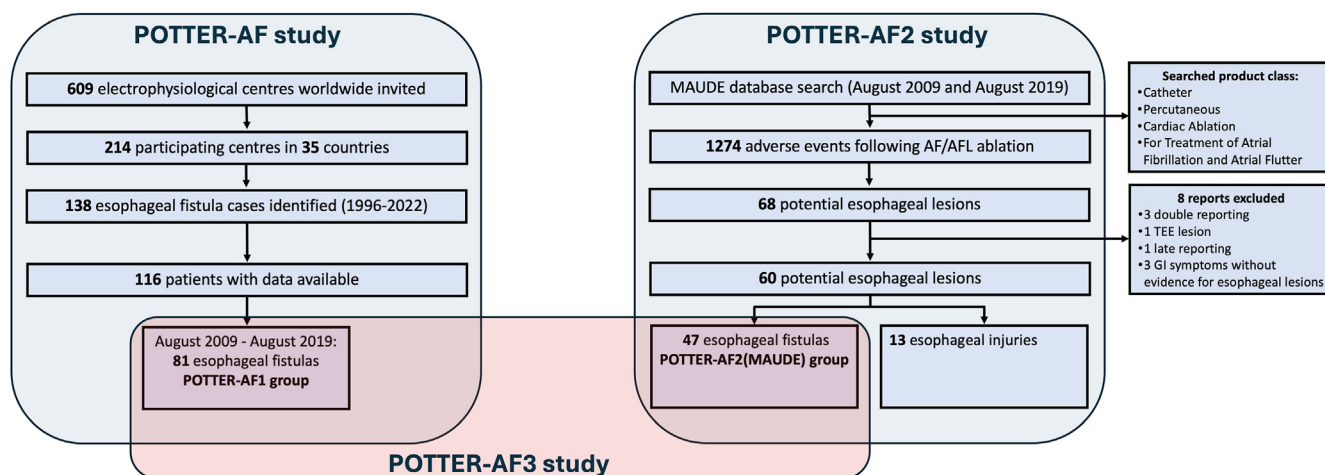 POTTER-AF study
609 electrophysiological centres worldwide invited
214 participating centres in 35 countries
138 esophageal fistula cases identified (1996-2022)
116 patients with data available
August 2009 - August 2019:
81 esophageal fistulas
POTTER-AF1 group
POTTER-AF2 study
MAUDE database search (August 2009 and August 2019)
1274 adverse events following AF/AFL ablation
68 potential esophageal lesions
60 potential esophageal lesions
47 esophageal fistulas
POTTER-AF2(MAUDE) group
13 esophageal injuries
Searched product class:
•Catheter
•Percutaneous
•Cardiac Ablation
•For Treatment of Atrial
Fibrillation and Atrial Flutter
8 reports excluded
•3 double reporting
•1 TEE lesion
•1 late reporting
•3 GI symptoms without
evidence for esophageal lesions
POTTER-AF3 study